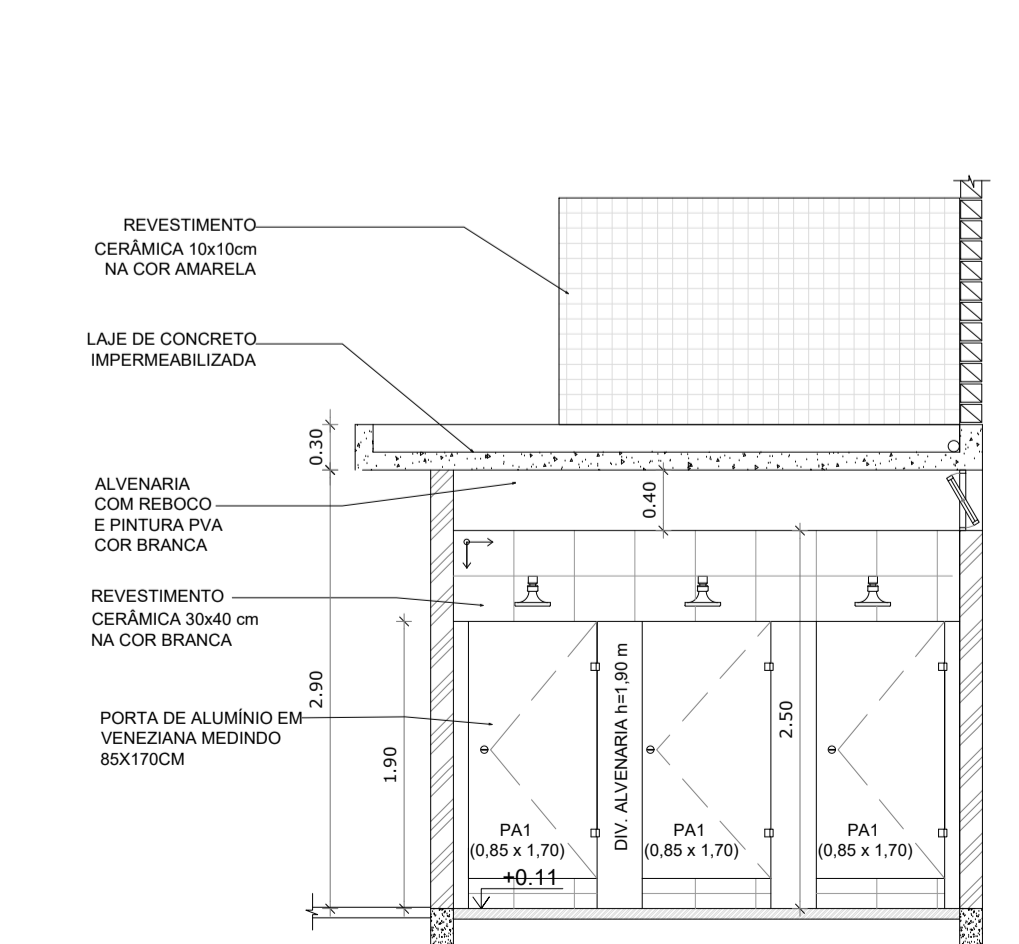 REVESTIMENTO
CERÂMICA 10x10cm
NA COR AMARELA
LAJE DE CONCRETO
IMPERMEABILIZADA
0.30
ALVENARIA
COM REBOCO
E PINTURA PVA
COR BRANCA
0.40
REVESTIMENTO
CERÂMICA 30x40 cm
NA COR BRANCA
2.90
PORTA DE ALUMÍNIO EM
VENEZIANA MEDINDO
85X170CM
1.90
DIV. ALVENARIA h=1,90 m
2.50
PA1
(0,85 x 1,70)
PA1
(0,85 x 1,70)
PA1
(0,85 x 1,70)
+0.11